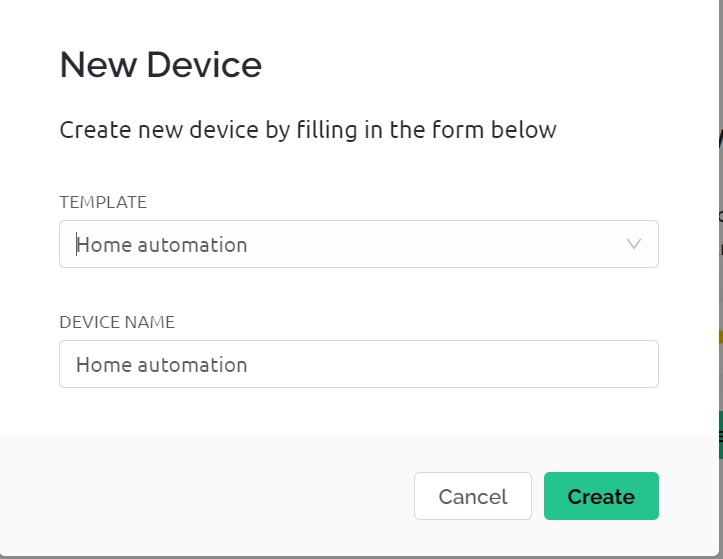 New Device
Create new device by filling in the form below
TEMPLATE
Home automation
DEVICE NAME
Home automation
Cancel
Create